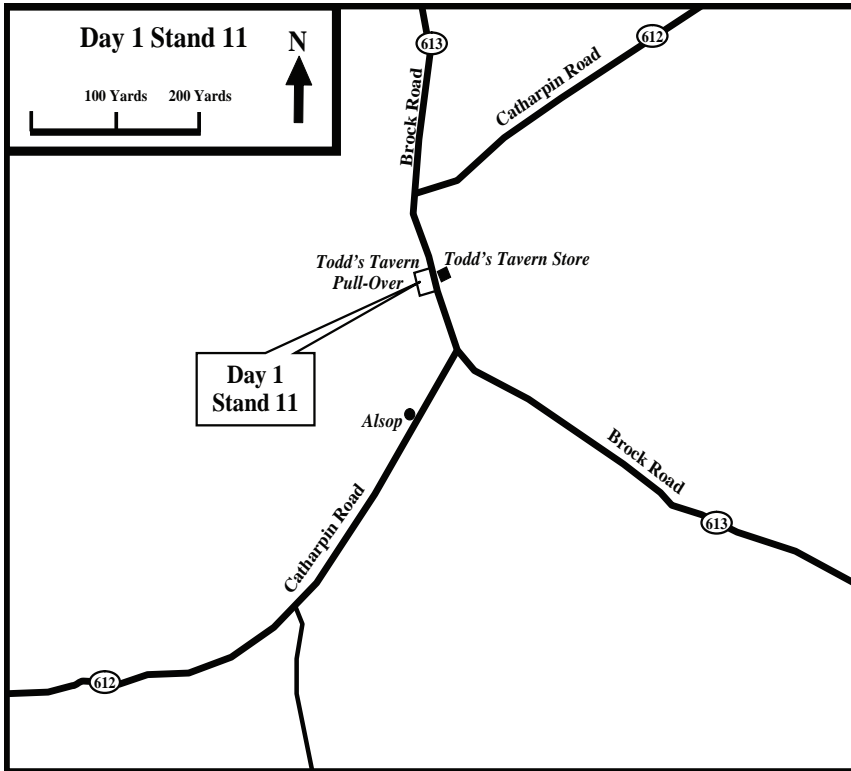 Day 1 Stand 11
N
100 Yards 200 Yards
613
612
Brock Road
Catharpin Road
Todd's Tavern
Pull-Over
Todd's Tavern Store
Day 1
Stand 11
Alsop
Brock Road
613
Catharpin Road
612